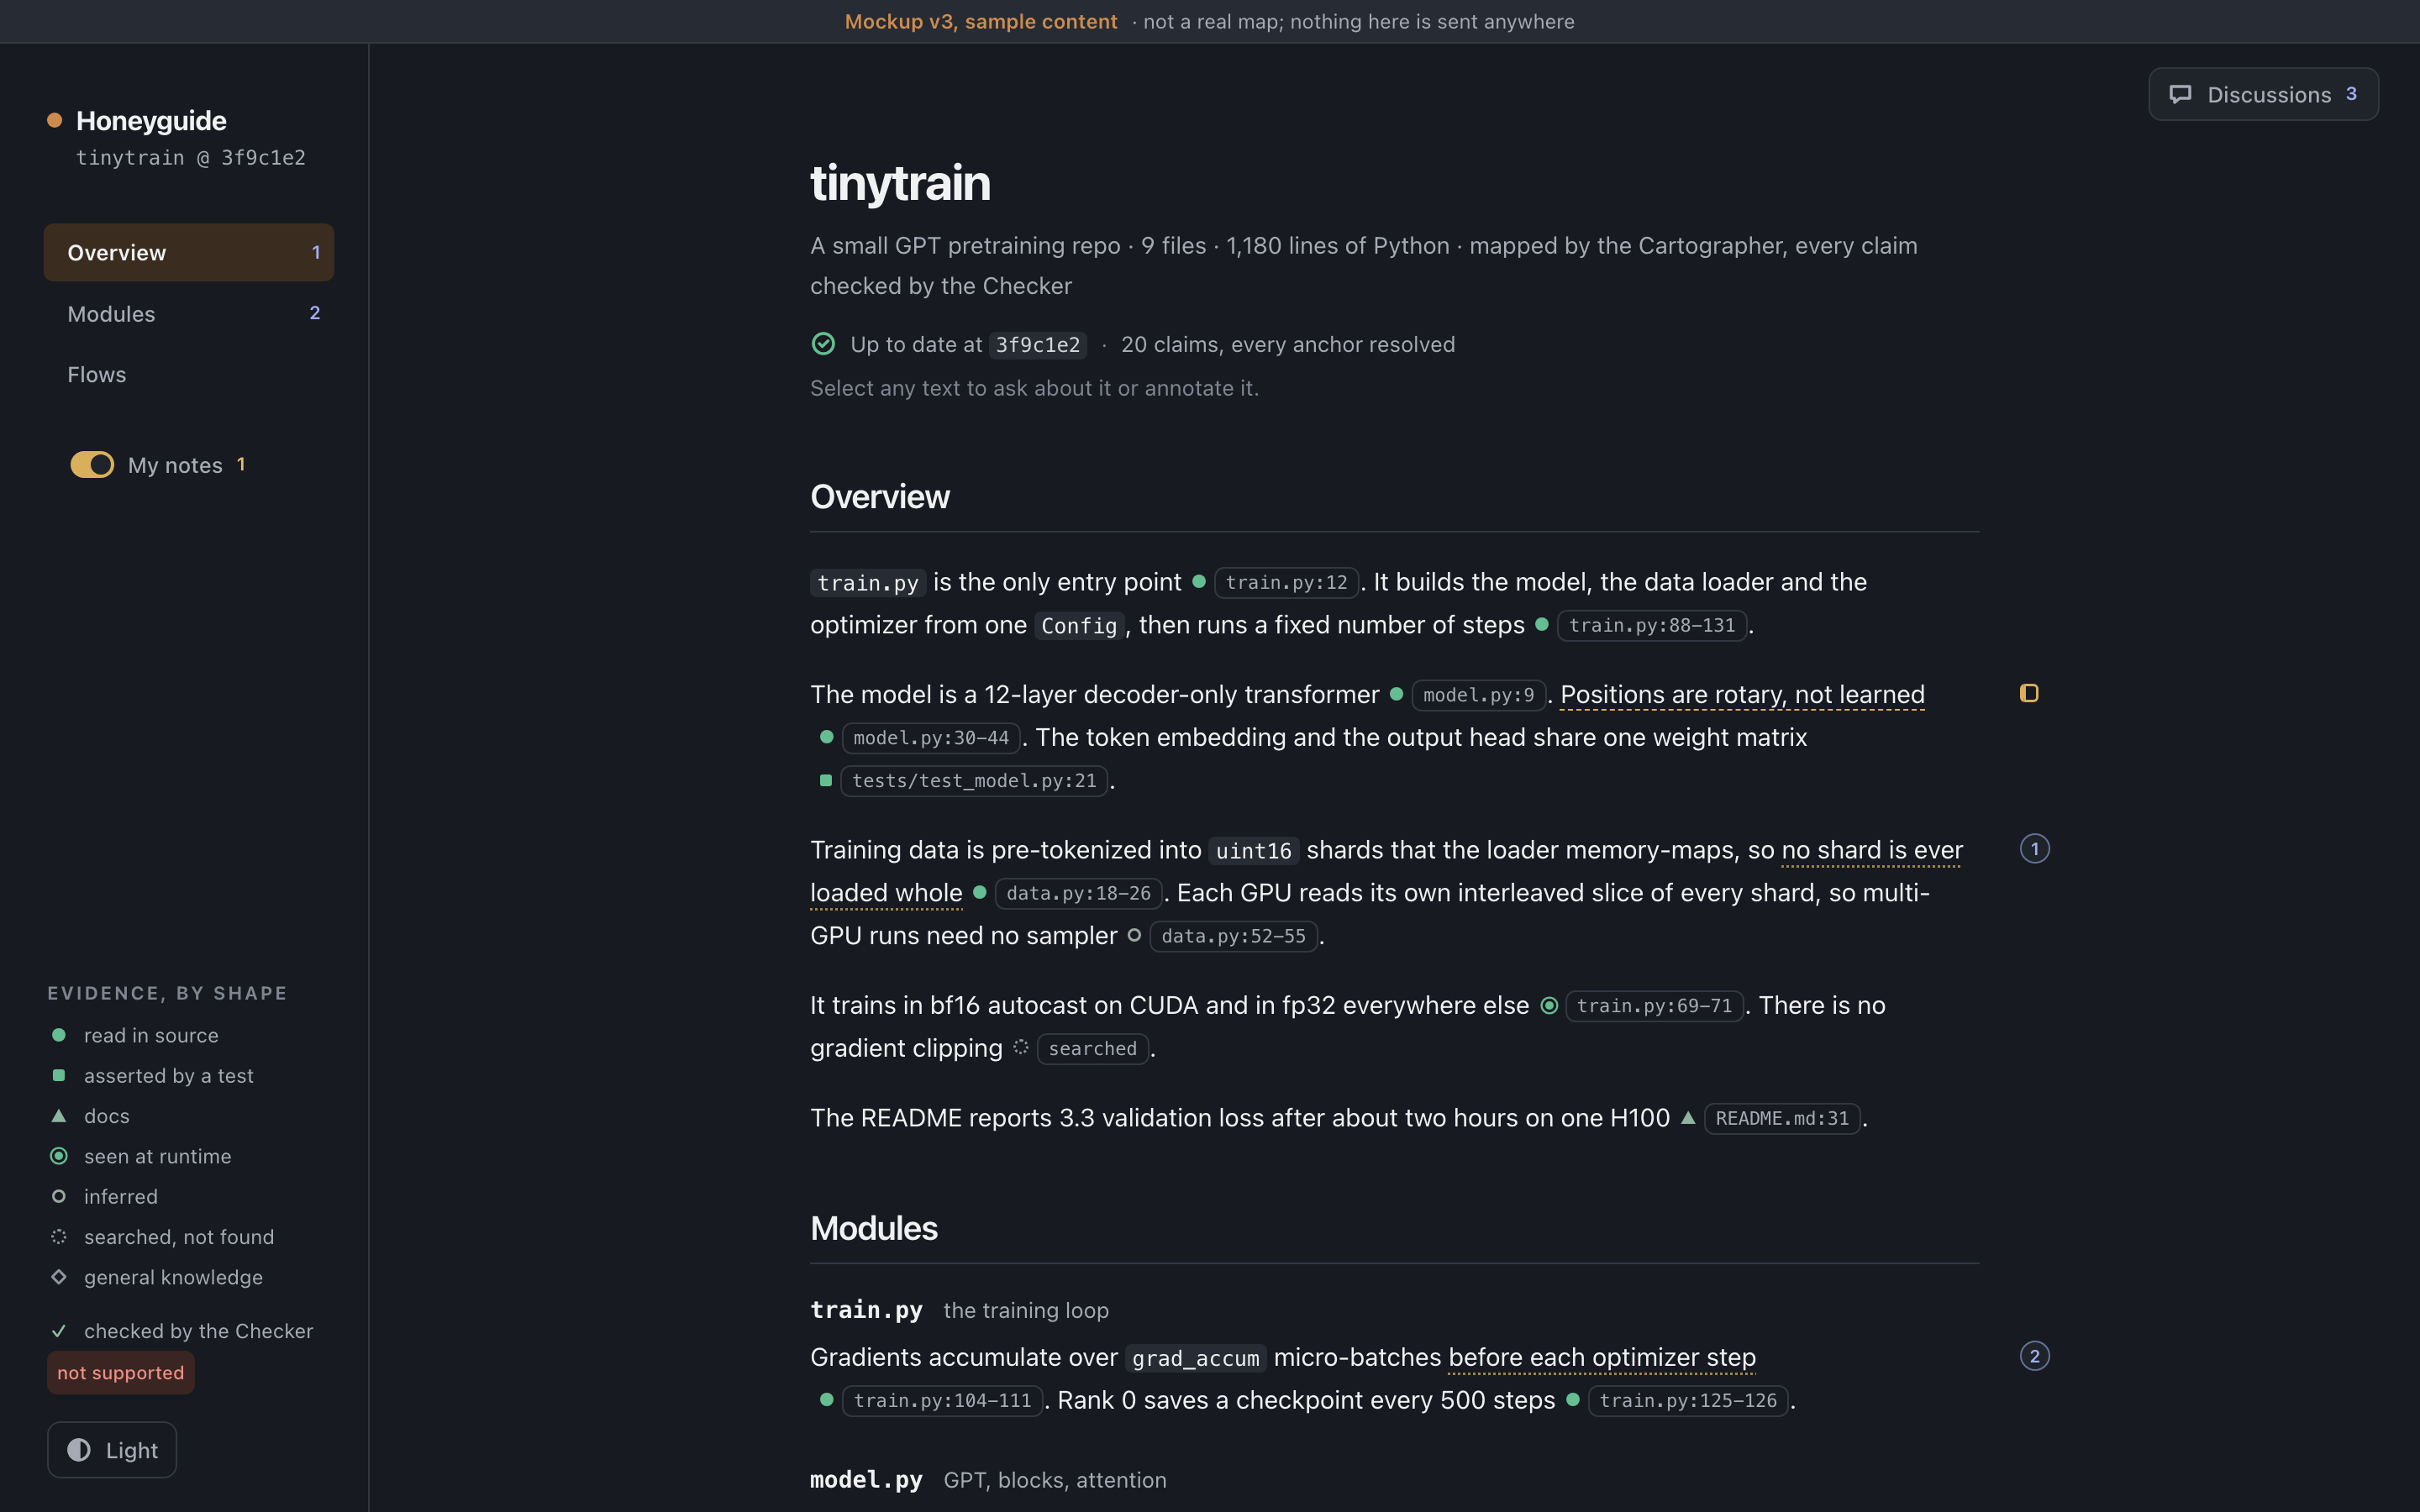 Mockup v3, sample content · not a real map; nothing here is sent anywhere
Honeyguide
tinytrain @ 3f9c1e2
Overview 1
Modules 2
Flows
My notes 1
EVIDENCE, BY SHAPE
read in source
asserted by a test
docs
seen at runtime
inferred
searched, not found
general knowledge
checked by the Checker
not supported
Light
Discussions 3
tinytrain
A small GPT pretraining repo · 9 files · 1,180 lines of Python · mapped by the Cartographer, every claim
checked by the Checker
Up to date at 3f9c1e2 · 20 claims, every anchor resolved
Select any text to ask about it or annotate it.
Overview
train.py is the only entry point train.py:12. It builds the model, the data loader and the
optimizer from one Config, then runs a fixed number of steps train.py:88–131.
The model is a 12-layer decoder-only transformer model.py:9. Positions are rotary, not learned
model.py:30–44. The token embedding and the output head share one weight matrix
tests/test_model.py:21.
Training data is pre-tokenized into uint16 shards that the loader memory-maps, so no shard is ever 1
loaded whole data.py:18–26. Each GPU reads its own interleaved slice of every shard, so multi-
GPU runs need no sampler data.py:52–55.
It trains in bf16 autocast on CUDA and in fp32 everywhere else train.py:69–71. There is no
gradient clipping searched.
The README reports 3.3 validation loss after about two hours on one H100 README.md:31.
Modules
train.py the training loop
Gradients accumulate over grad_accum micro-batches before each optimizer step 2
train.py:104–111. Rank 0 saves a checkpoint every 500 steps train.py:125–126.
model.py GPT, blocks, attention